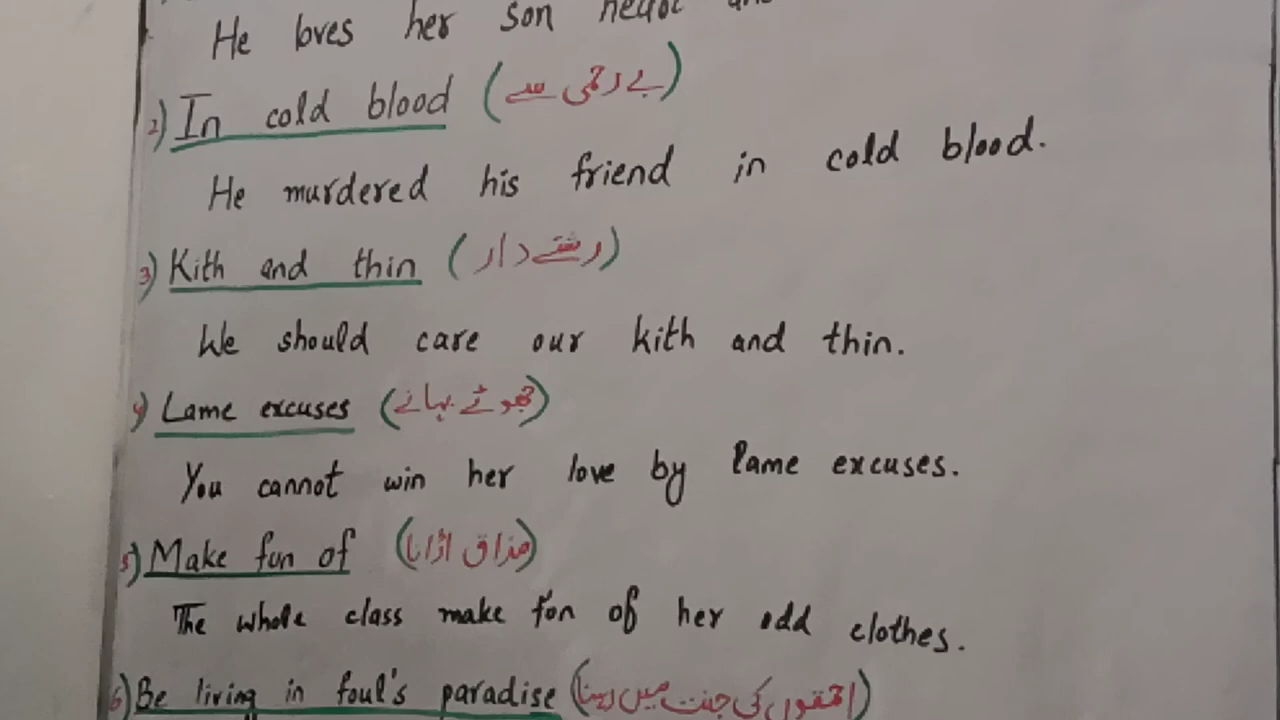 He loves her son
2) In cold blood (بے رحمی سے)
He murdered his friend in cold blood.
3) Kith and thin (رشتے دار)
We should care our kith and thin.
4) Lame excuses (جھوٹے بہانے)
You cannot win her love by lame excuses.
5) Make fun of (مذاق اڑانا)
The whole class make fon of her odd clothes.
6) Be living in foul's paradise (احمقوں کی جنت میں رہنا)